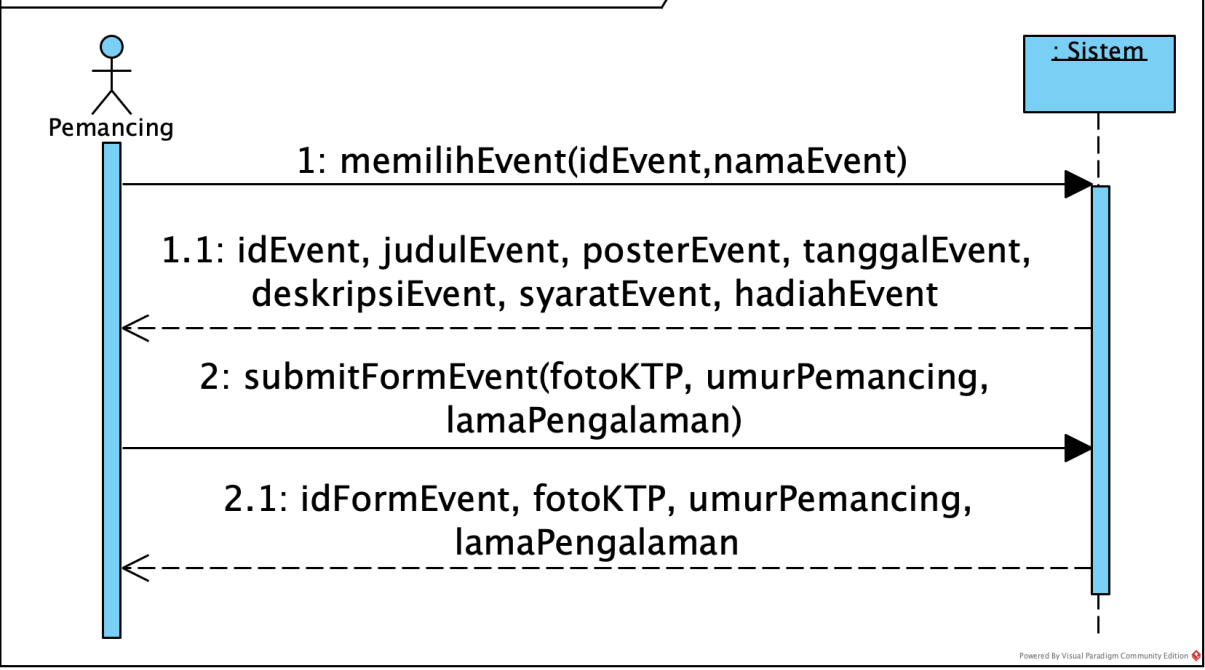 : Sistem
Pemancing
1: memilihEvent(idEvent,namaEvent)
1.1: idEvent, judulEvent, posterEvent, tanggalEvent,
deskripsiEvent, syaratEvent, hadiahEvent
2: submitFormEvent(fotoKTP, umurPemancing,
lamaPengalaman)
2.1: idFormEvent, fotoKTP, umurPemancing,
lamaPengalaman
Powered By Visual Paradigm Community Edition